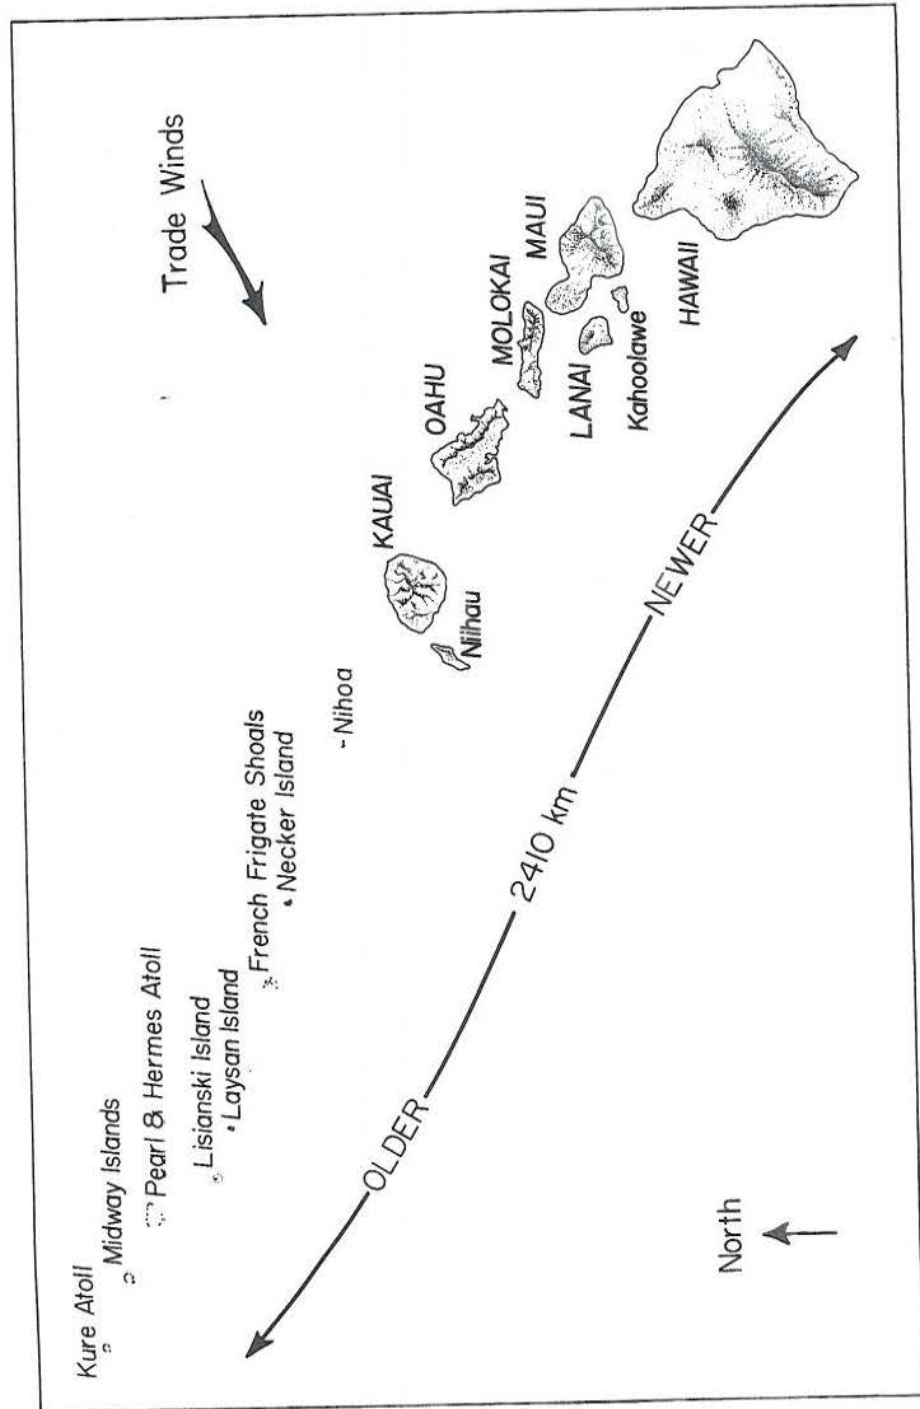 Kure Atoll
Midway Islands
Pearl & Hermes Atoll
Lisianski Island
Laysan Island
French Frigate Shoals
Necker Island
Nihoa
Niihau
KAUAI
OAHU
MOLOKAI
MAUI
LANAI
Kahoolawe
HAWAII
Trade Winds
OLDER
2410 km
NEWER
North